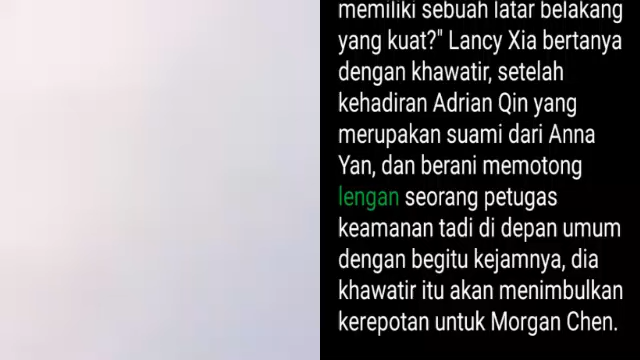 memiliki sebuah latar belakang
yang kuat?" Lancy Xia bertanya
dengan khawatir, setelah
kehadiran Adrian Qin yang
merupakan suami dari Anna
Yan, dan berani memotong
lengan seorang petugas
keamanan tadi di depan umum
dengan begitu kejamnya, dia
khawatir itu akan menimbulkan
kerepotan untuk Morgan Chen.